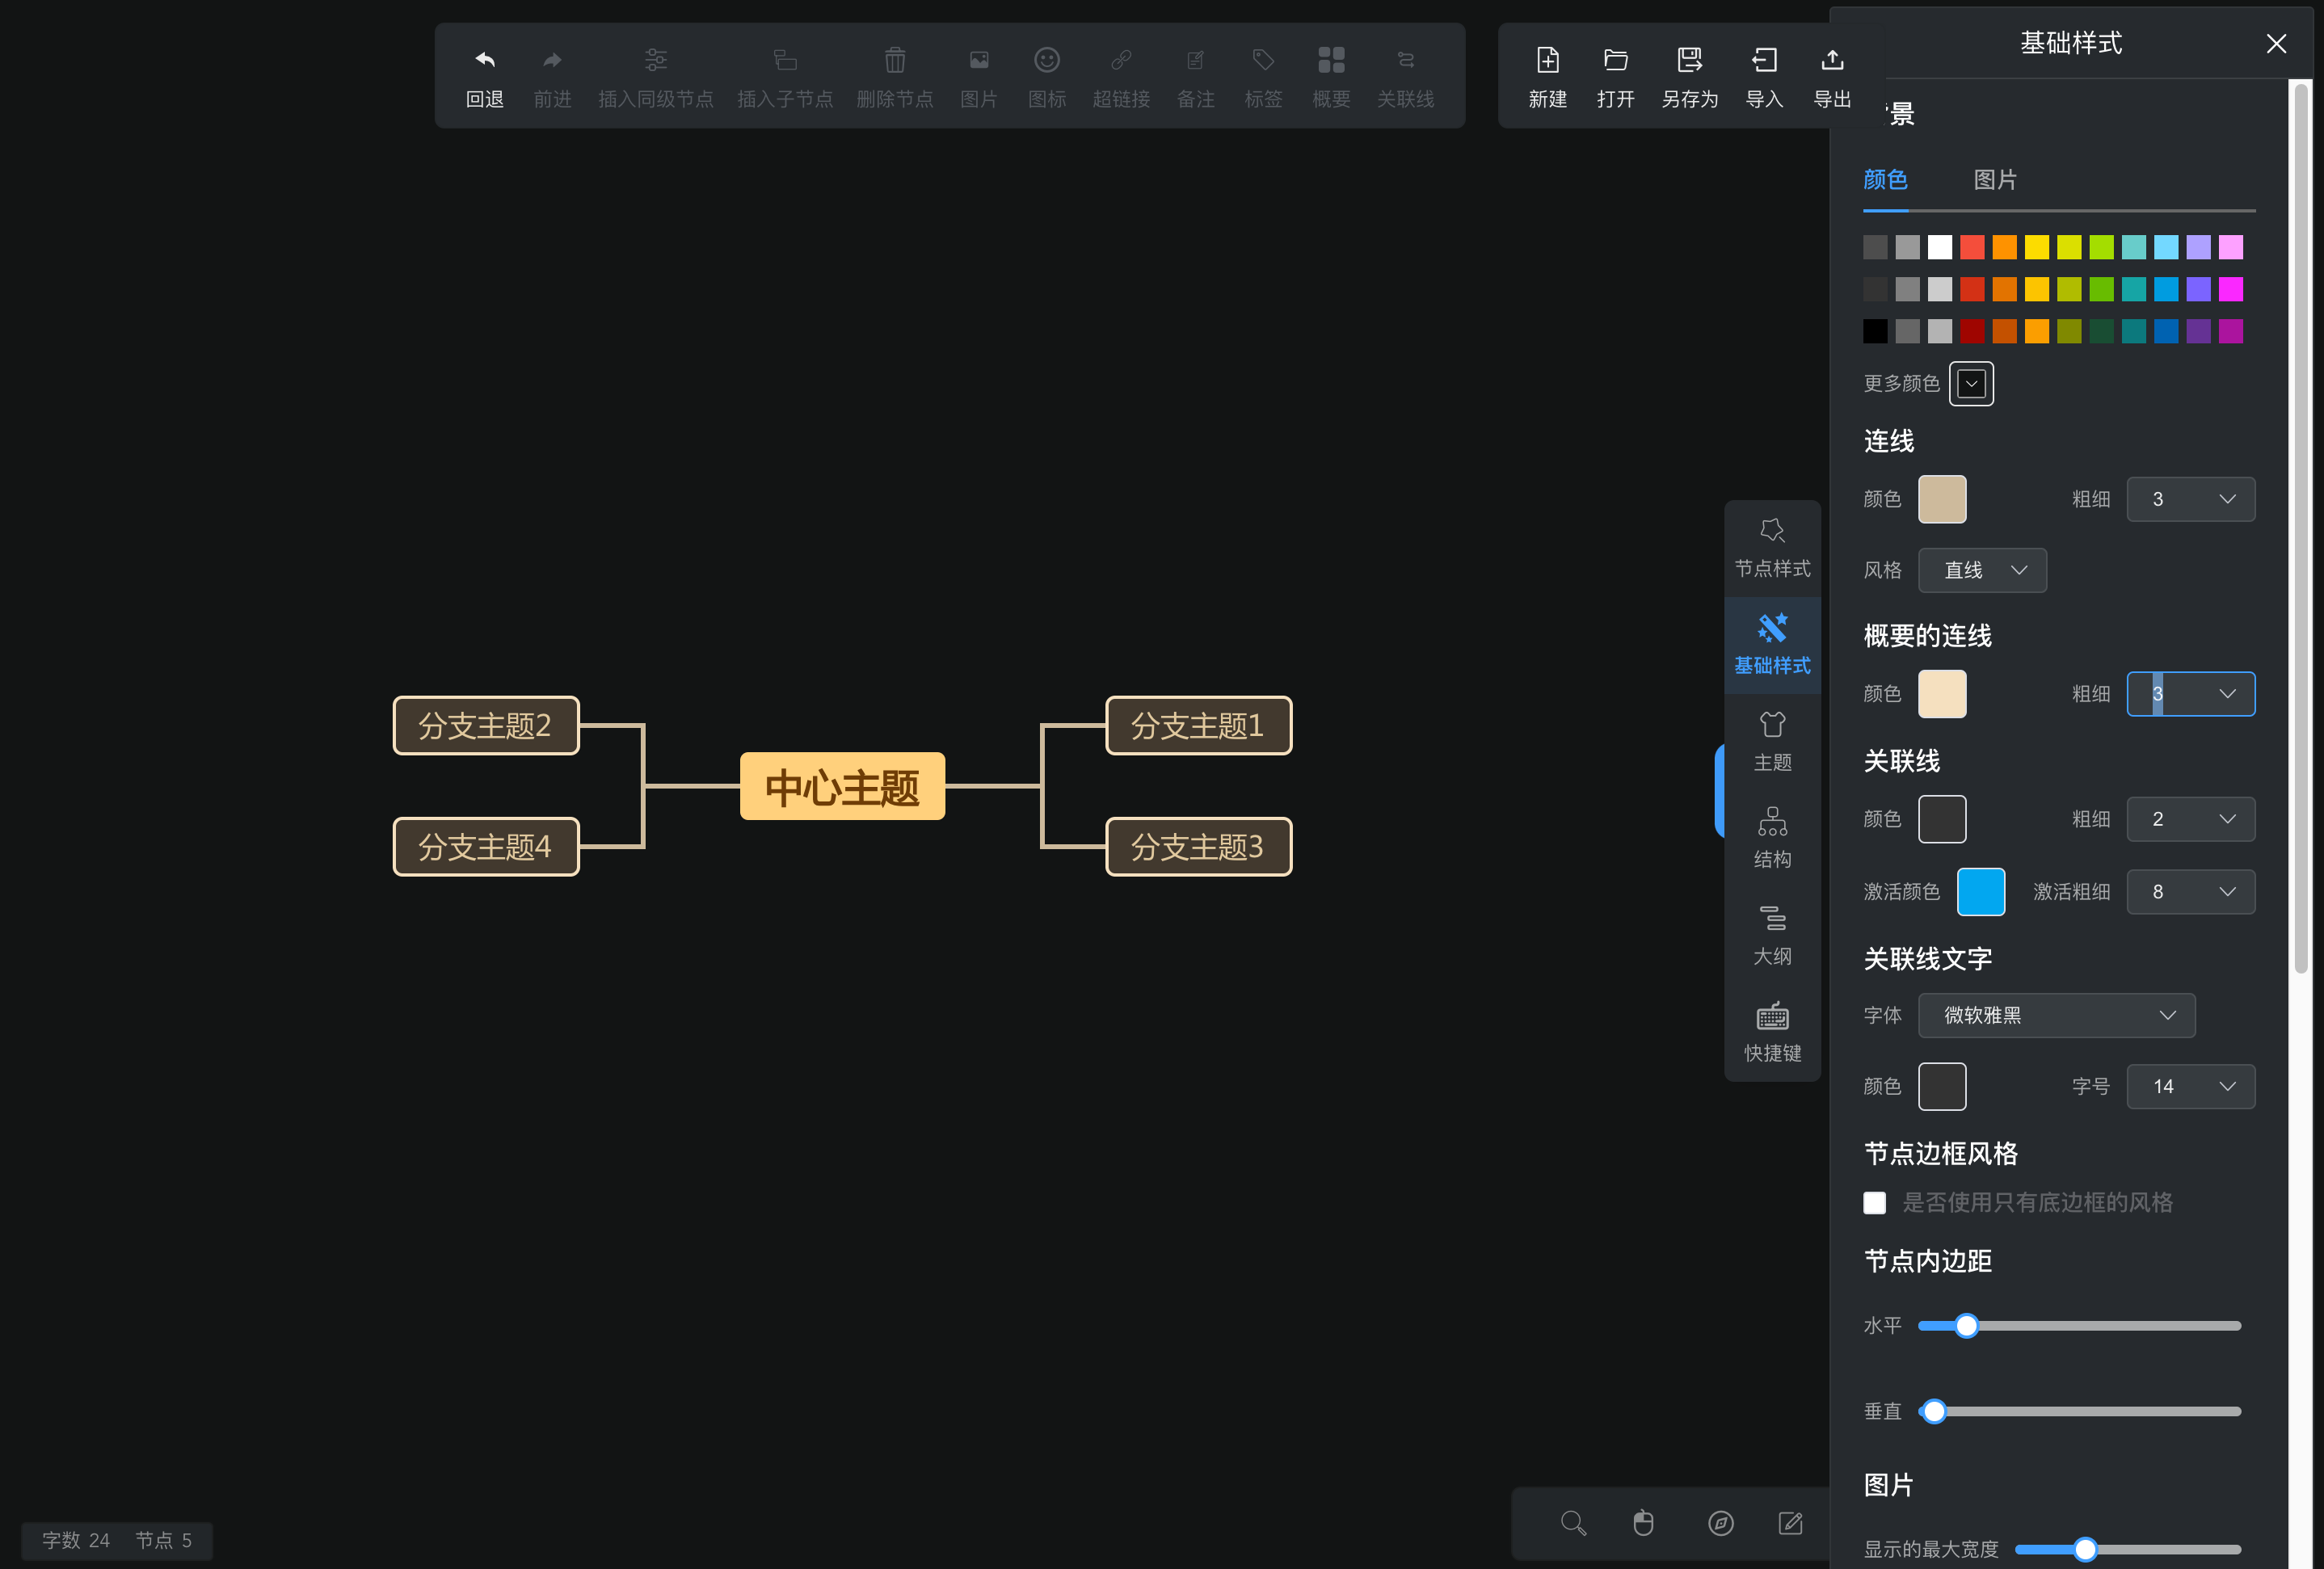 回退 前进 插入同级节点 插入子节点 删除节点 图片 图标 超链接 备注 标签 概要 关联线
新建 打开 另存为 导入 导出
基础样式
景
颜色 图片
更多颜色
连线
颜色 粗细 3
风格 直线
概要的连线
颜色 粗细 3
关联线
颜色 粗细 2
激活颜色 激活粗细 8
关联线文字
字体 微软雅黑
颜色 字号 14
节点边框风格
是否使用只有底边框的风格
节点内边距
水平
垂直
图片
显示的最大宽度
节点样式
基础样式
主题
结构
大纲
快捷键
分支主题2
分支主题4
中心主题
分支主题1
分支主题3
字数 24 节点 5